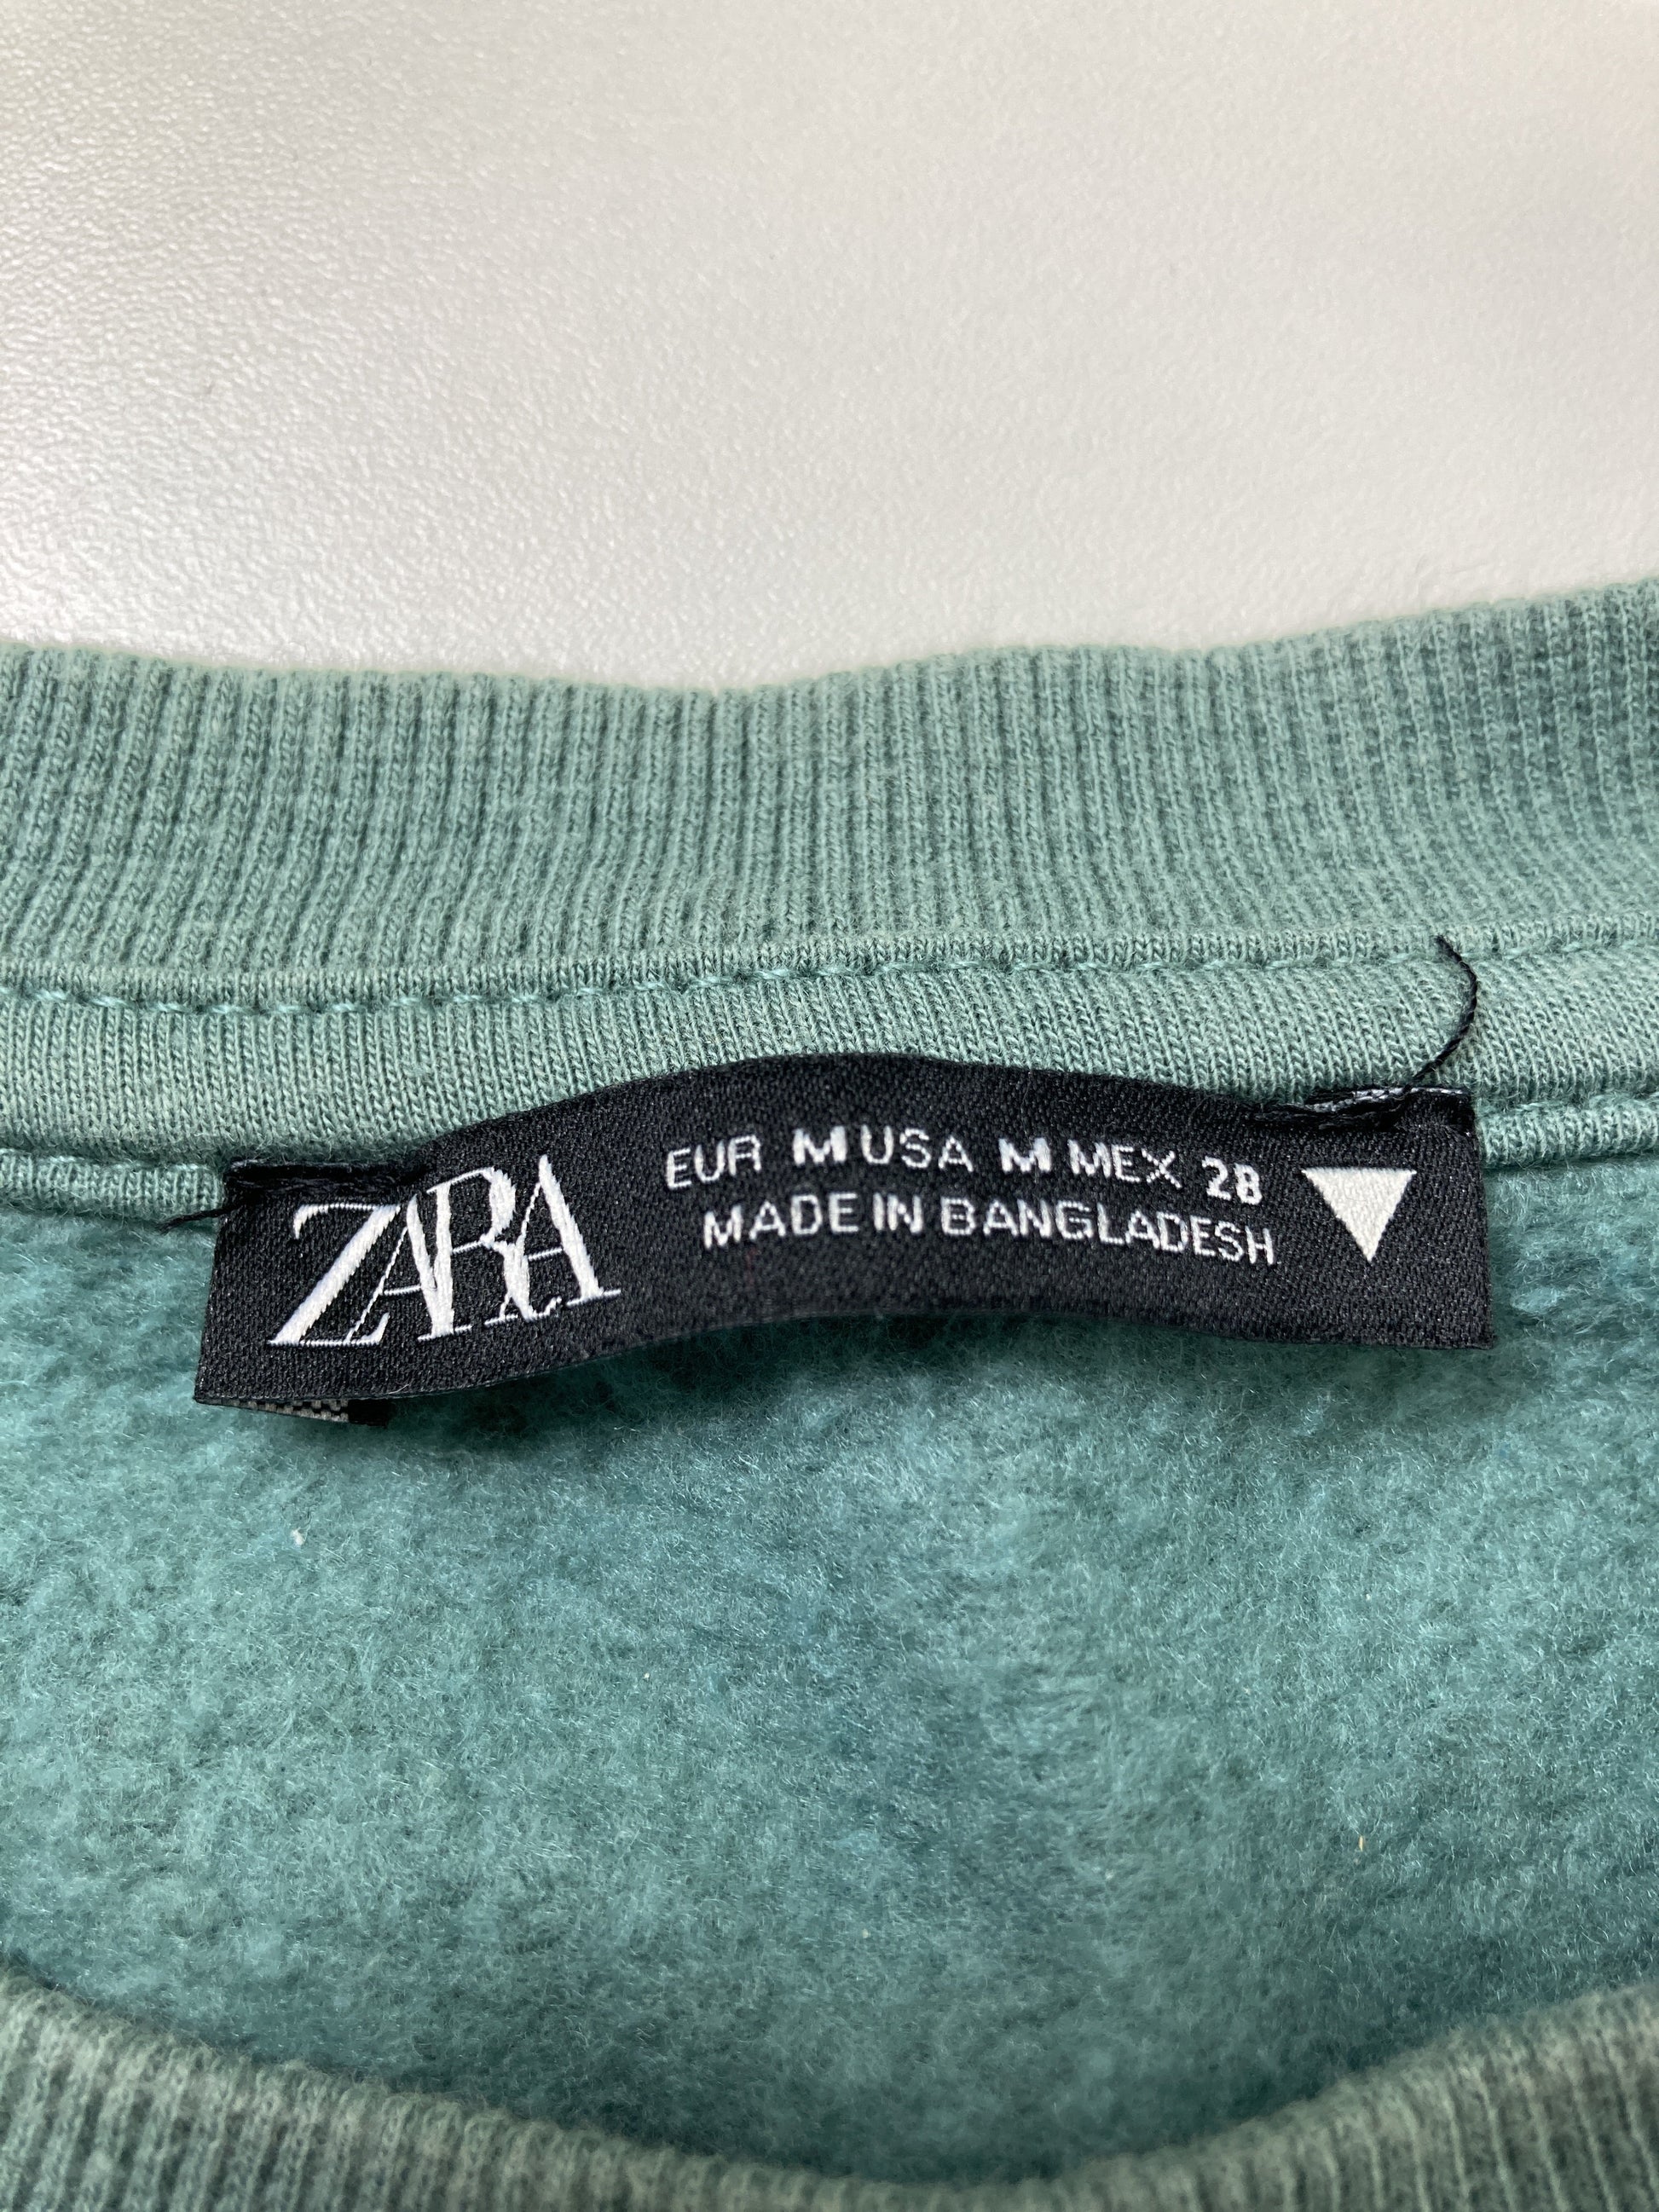 ZARA
EUR M USA M MEX 28
MADE IN BANGLADESH